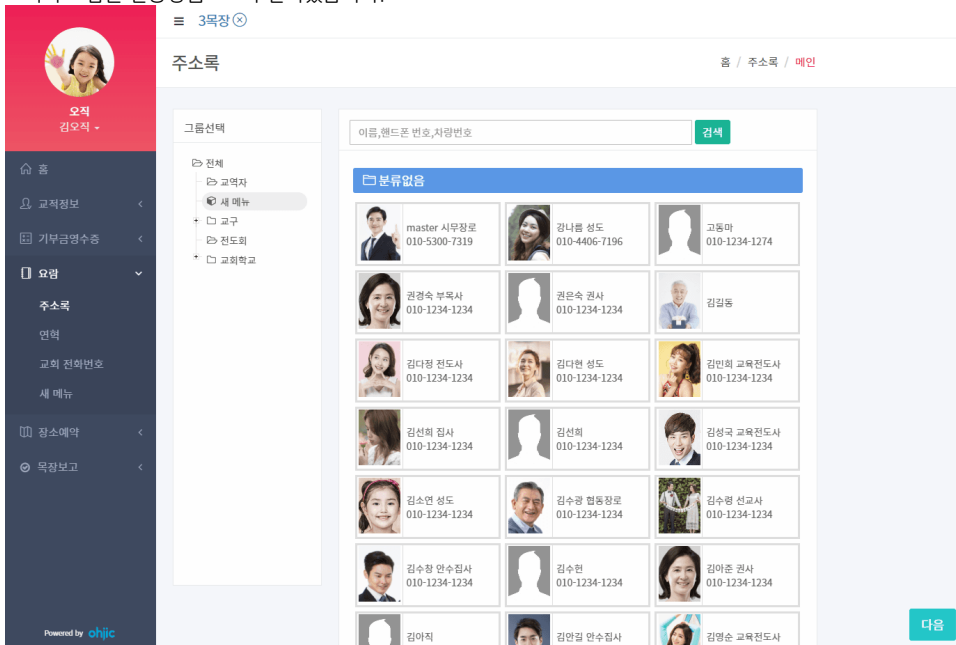 3목장
주소록
홈 / 주소록 / 메인
오직
김오직
홈
교적정보
기부금영수증
요람
주소록
연혁
교회 전화번호
새 메뉴
장소예약
목장보고
Powered by ohjic
그룹선택
전체
교역자
새 메뉴
교구
전도회
교회학교
이름,핸드폰 번호,차량번호
검색
분류없음
master 시무장로
010-5300-7319
강나름 성도
010-4406-7196
고동마
010-1234-1274
권경숙 부목사
010-1234-1234
권은숙 권사
010-1234-1234
김길동
김다정 전도사
010-1234-1234
김다현 성도
010-1234-1234
김민희 교육전도사
010-1234-1234
김선희 집사
010-1234-1234
김선희
010-1234-1234
김성국 교육전도사
010-1234-1234
김소연 성도
010-1234-1234
김수광 협동장로
010-1234-1234
김수령 선교사
010-1234-1234
김수창 안수집사
010-1234-1234
김수현
010-1234-1234
김아준 권사
010-1234-1234
김아직
김안길 안수집사
김영순 교육전도사
다음